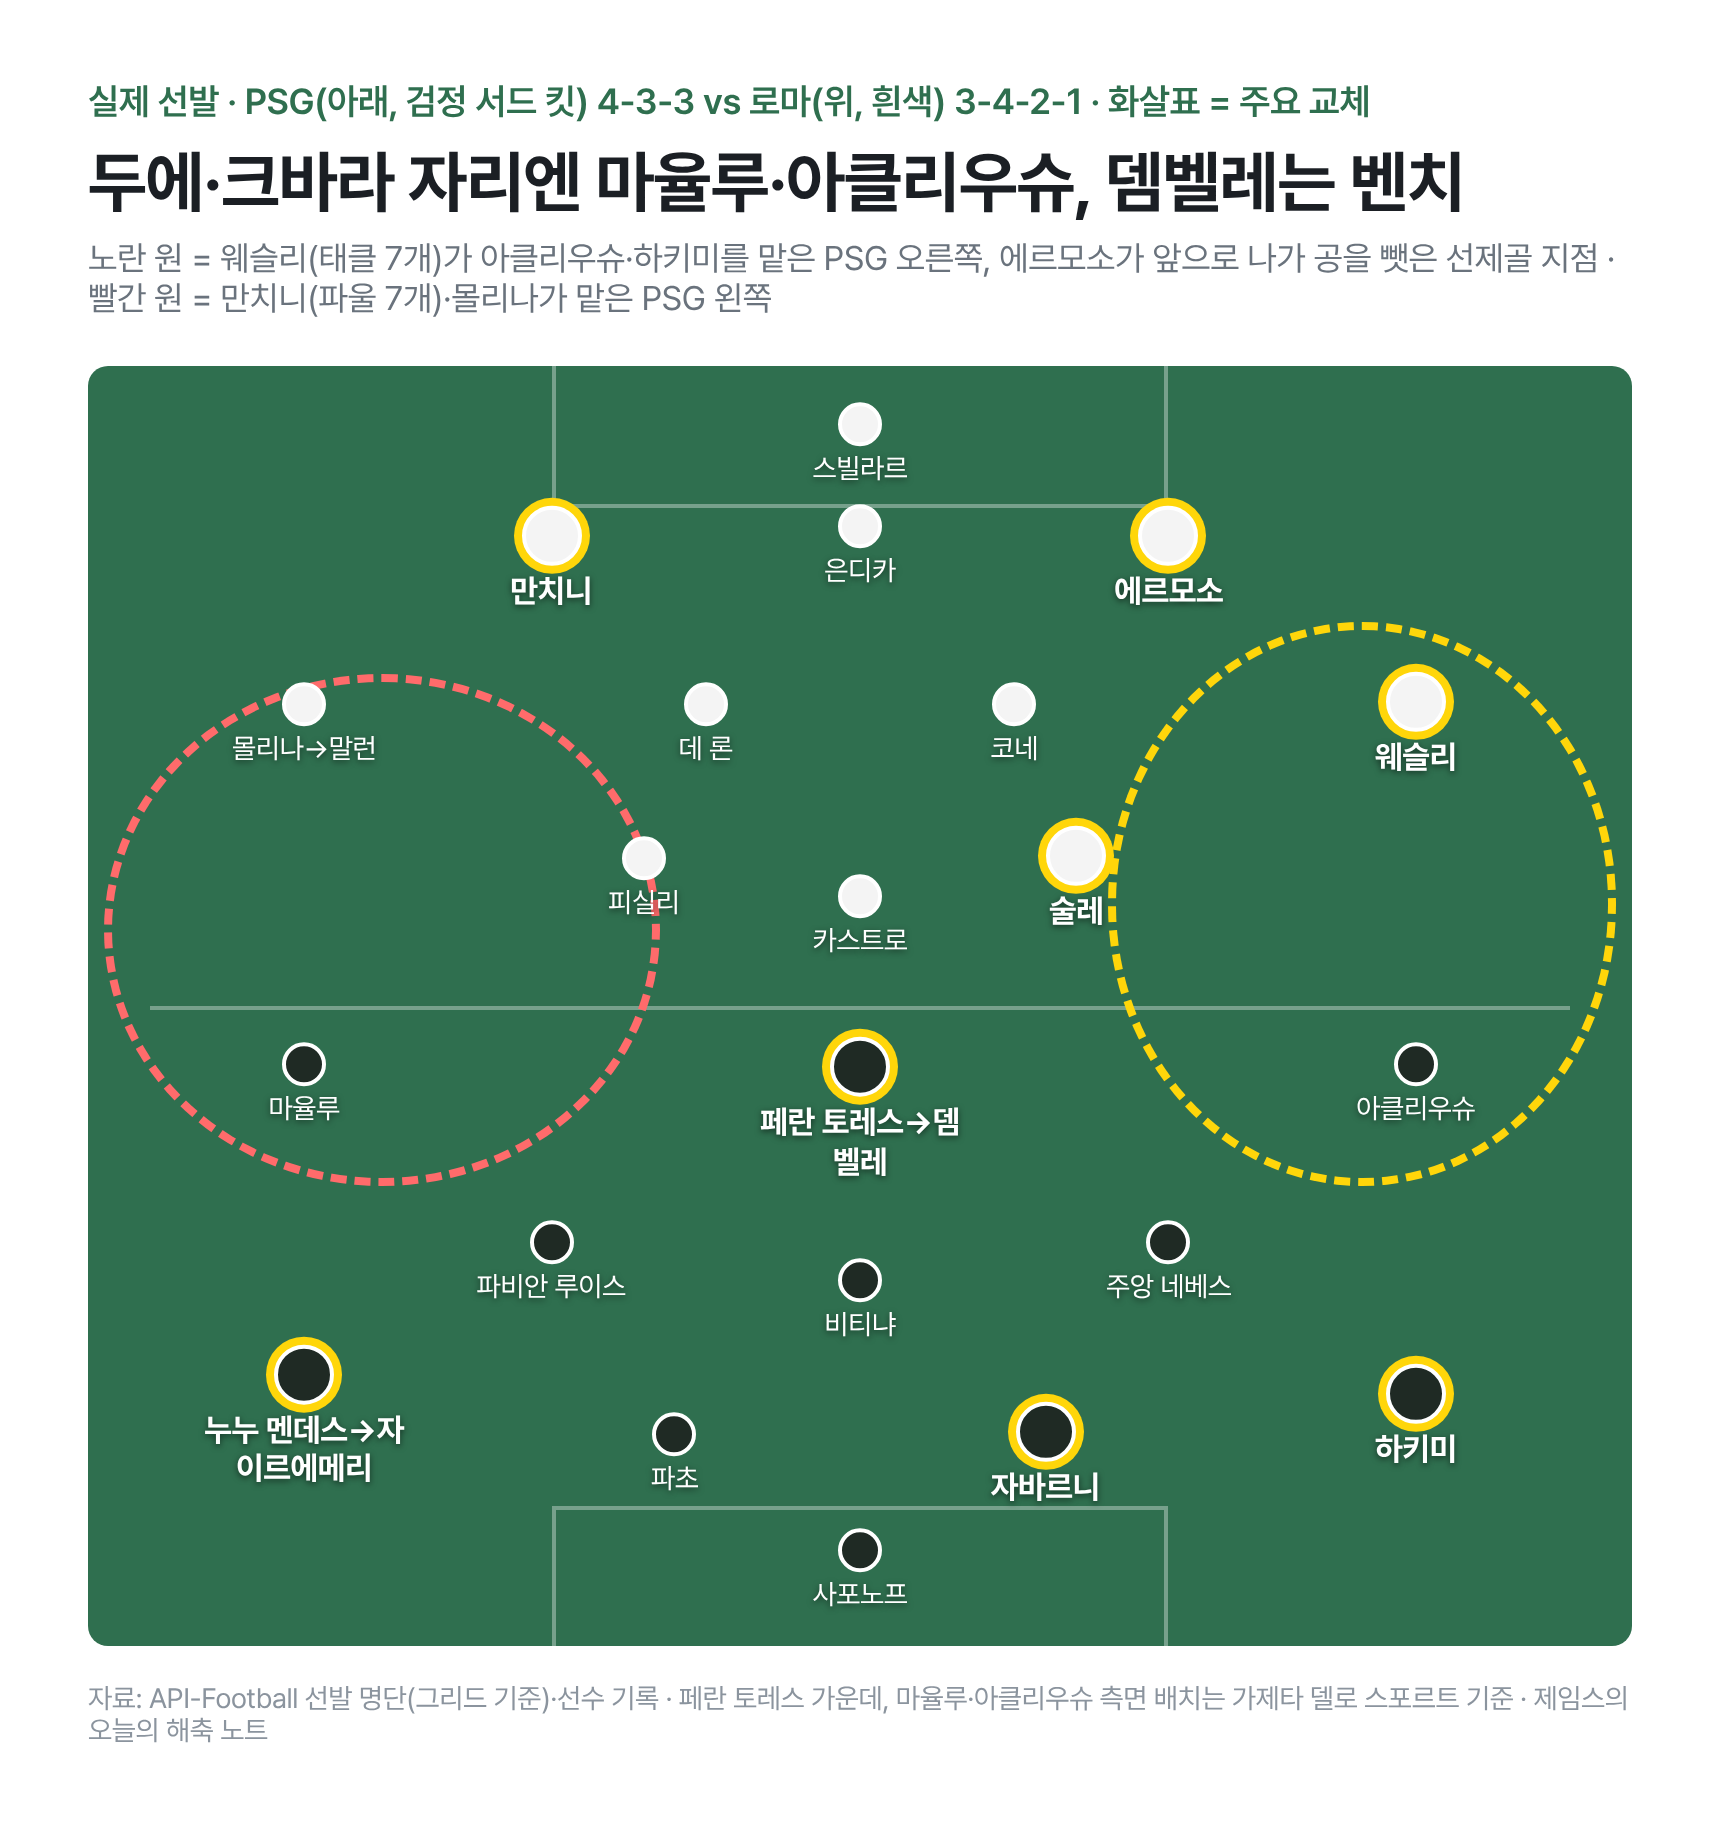 실제 선발 · PSG(아래, 검정 서드 킷) 4-3-3 vs 로마(위, 흰색) 3-4-2-1 · 화살표 = 주요 교체
두에·크바라 자리엔 마율루·아클리우슈, 뎀벨레는 벤치
노란 원 = 웨슬리(태클 7개)가 아클리우슈·하키미를 맡은 PSG 오른쪽, 에르모소가 앞으로 나가 공을 뺏은 선제골 지점 ·
빨간 원 = 만치니(파울 7개)·몰리나가 맡은 PSG 왼쪽
스빌라르
은디카
만치니
에르모소
몰리나→말런
데 론
코네
웨슬리
피실리
카스트로
술레
마율루
페란 토레스→뎀
벨레
아클리우슈
파비안 루이스
비티냐
주앙 네베스
누누 멘데스→자
이르에메리
파초
자바르니
하키미
사포노프
자료: API-Football 선발 명단(그리드 기준)·선수 기록 · 페란 토레스 가운데, 마율루·아클리우슈 측면 배치는 가제타 델로 스포르트 기준 · 제임스의
오늘의 해축 노트